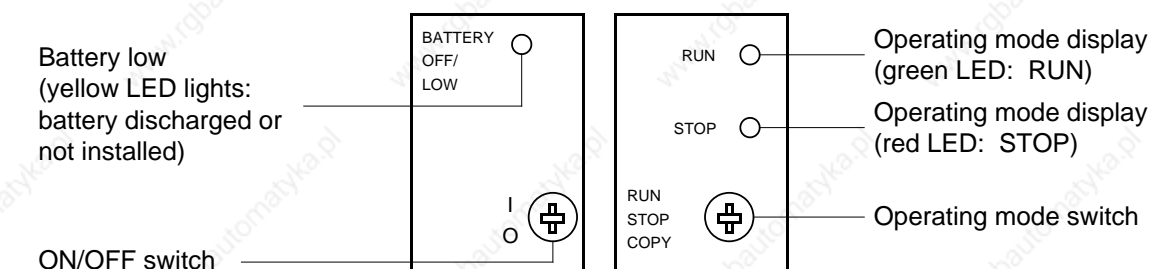 Battery low
(yellow LED lights:
battery discharged or
not installed)
ON/OFF switch
BATTERY
OFF/
LOW
I
O
RUN
STOP
RUN
STOP
COPY
Operating mode display
(green LED: RUN)
Operating mode display
(red LED: STOP)
Operating mode switch